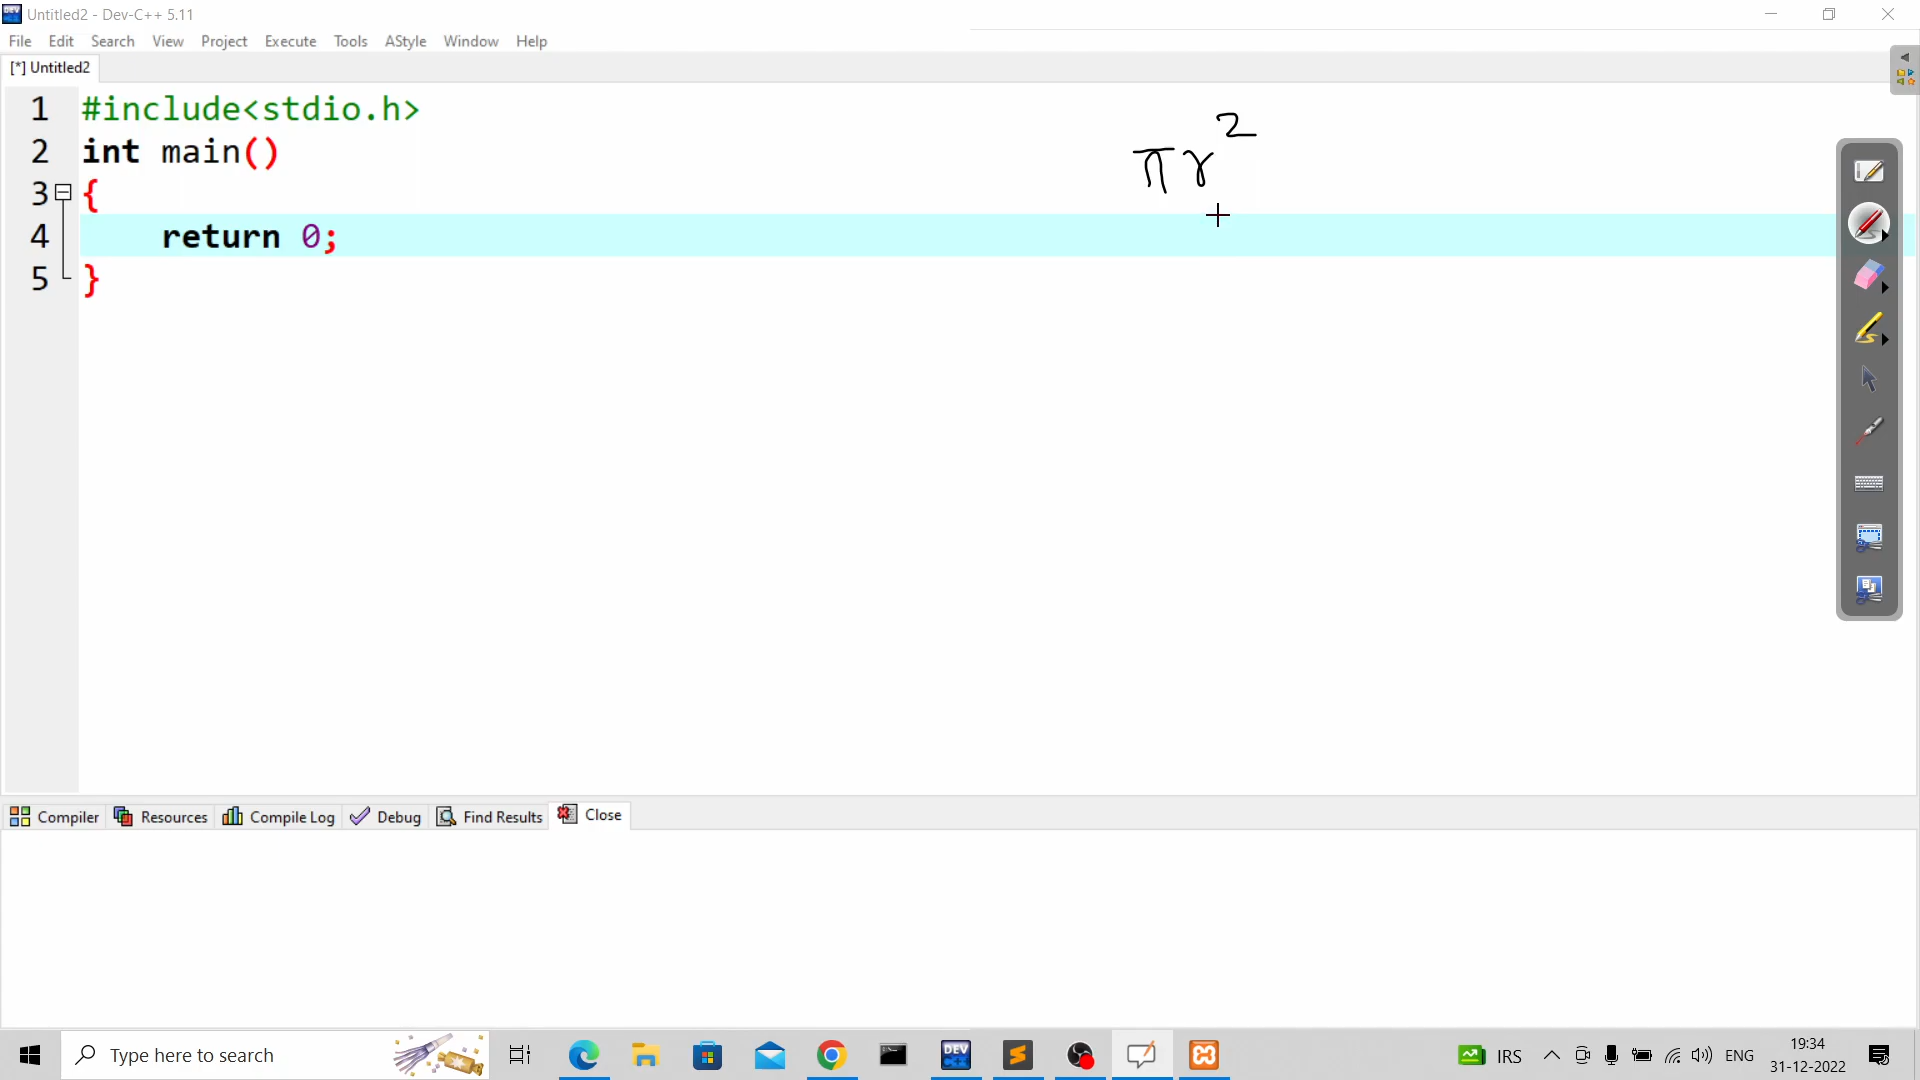 Untitled2 - Dev-C++ 5.11
File Edit Search View Project Execute Tools AStyle Window Help
[*] Untitled2
1 #include<stdio.h>
2 int main()
3 {
4 return 0;
5 }
πr²
Compiler Resources Compile Log Debug Find Results Close
Type here to search
DEV
IRS
ENG
19:34
31-12-2022